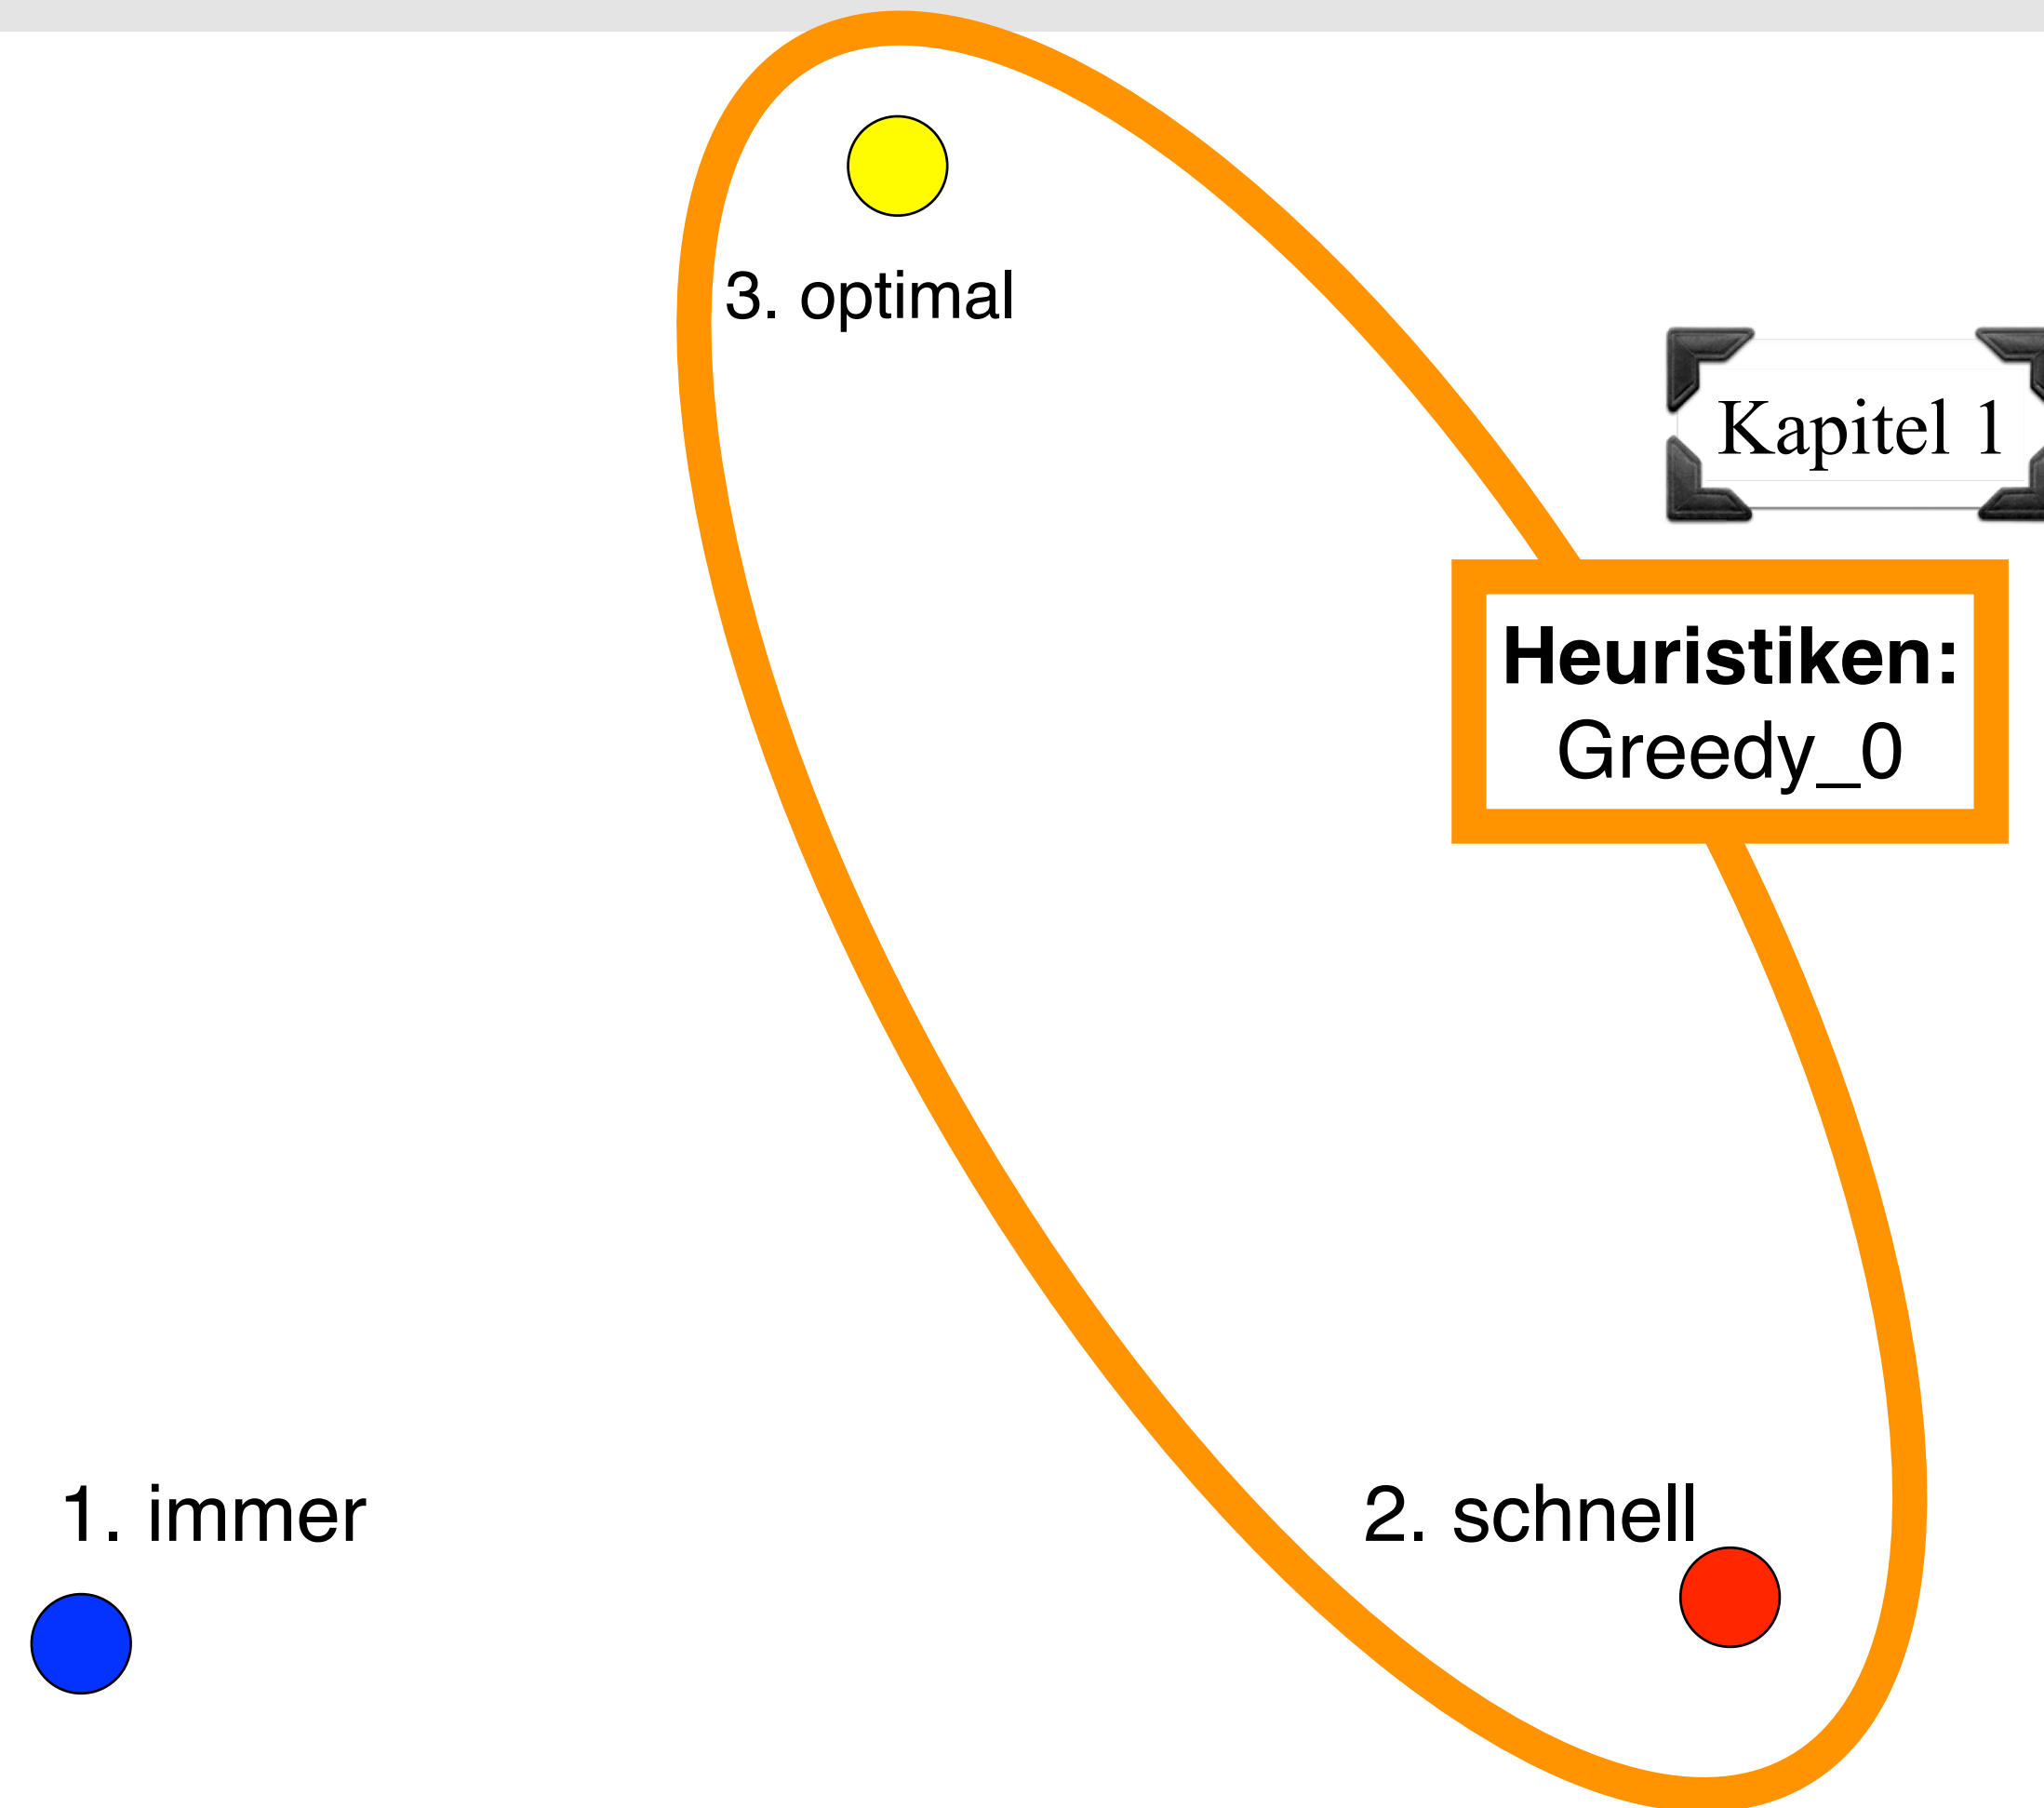 3. optimal
Kapitel 1
Heuristiken:
Greedy_0
1. immer
2. schnell